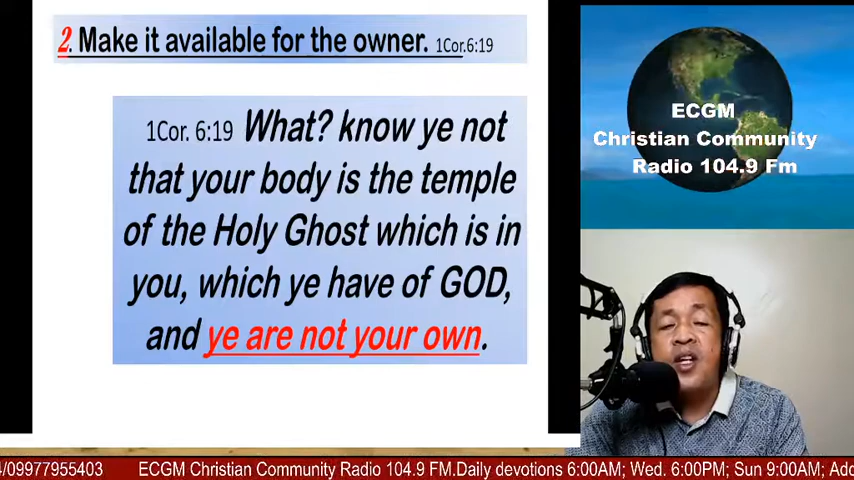 2. Make it available for the owner. 1Cor.6:19
1Cor. 6:19 What? know ye not
that your body is the temple
of the Holy Ghost which is in
you, which ye have of GOD,
and ye are not your own.
ECGM
Christian Community
Radio 104.9 Fm
/09977955403 ECGM Christian Community Radio 104.9 FM.Daily devotions 6:00AM; Wed. 6:00PM; Sun 9:00AM;